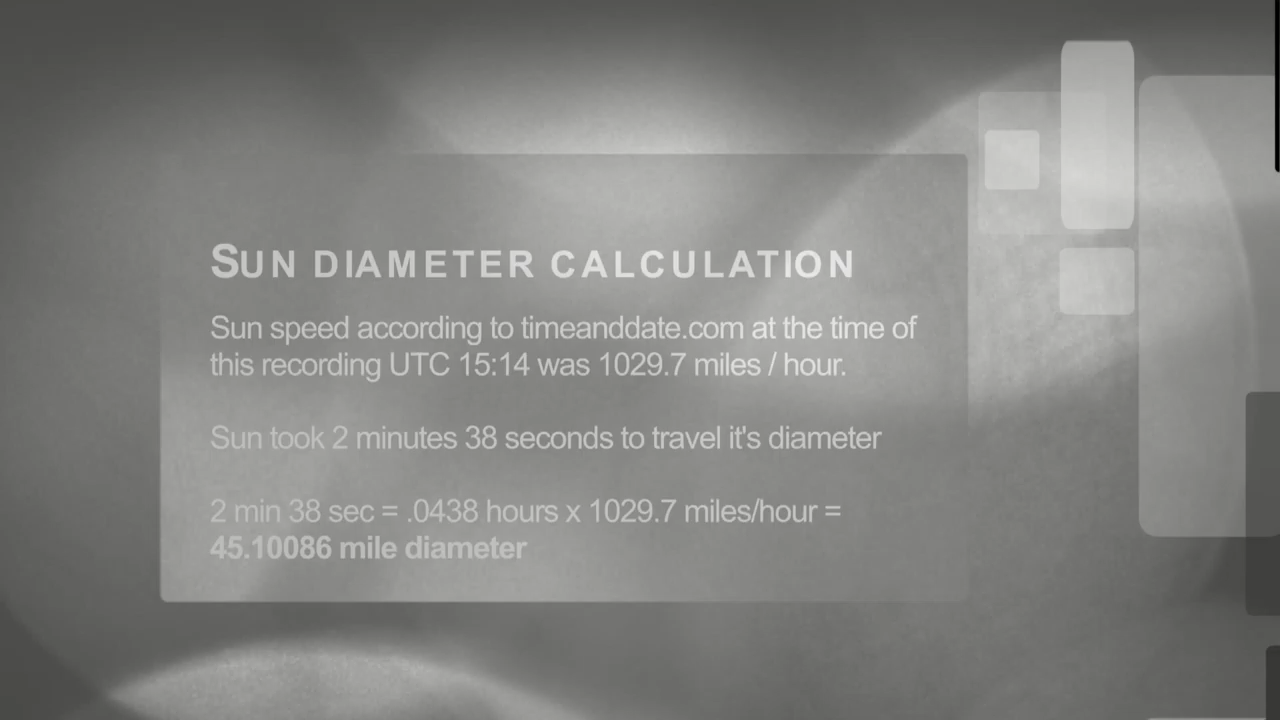 SUN DIAMETER CALCULATION
Sun speed according to timeanddate.com at the time of
this recording UTC 15:14 was 1029.7 miles / hour.
Sun took 2 minutes 38 seconds to travel it's diameter
2 min 38 sec = .0438 hours x 1029.7 miles/hour =
45.10086 mile diameter